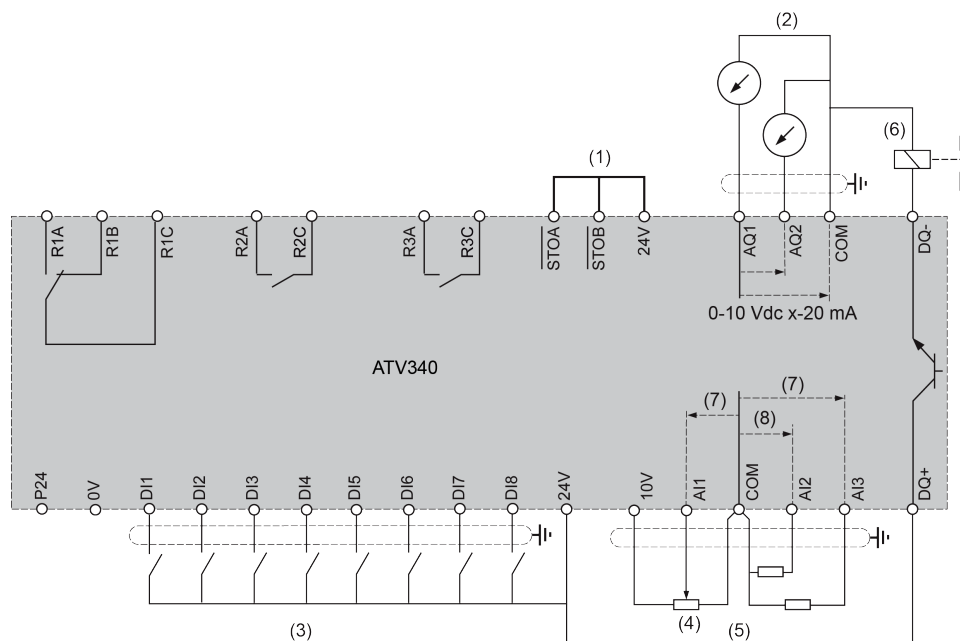 (2)
(6)
(1)
R1A
R1B
R1C
R2A
R2C
R3A
R3C
STOA
STOB
24V
AQ1
AQ2
COM
DQ-
0-10 Vdc x-20 mA
ATV340
(7)
(7)
(8)
P24
0V
DI1
DI2
DI3
DI4
DI5
DI6
DI7
DI8
24V
10V
AI1
COM
AI2
AI3
DQ+
(3)
(4)
(5)